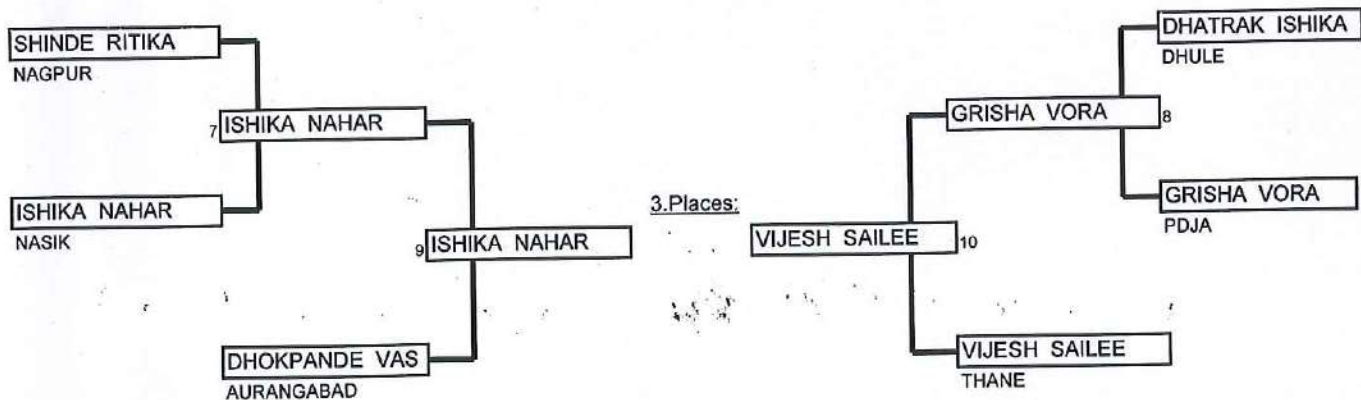 SHINDE RITIKA
NAGPUR
7 ISHIKA NAHAR
ISHIKA NAHAR
NASIK
9 ISHIKA NAHAR
DHOKPANDE VAS
AURANGABAD
3.Places:
DHATRAK ISHIKA
DHULE
GRISHA VORA 8
GRISHA VORA
PDJA
VIJESH SAILEE 10
VIJESH SAILEE
THANE